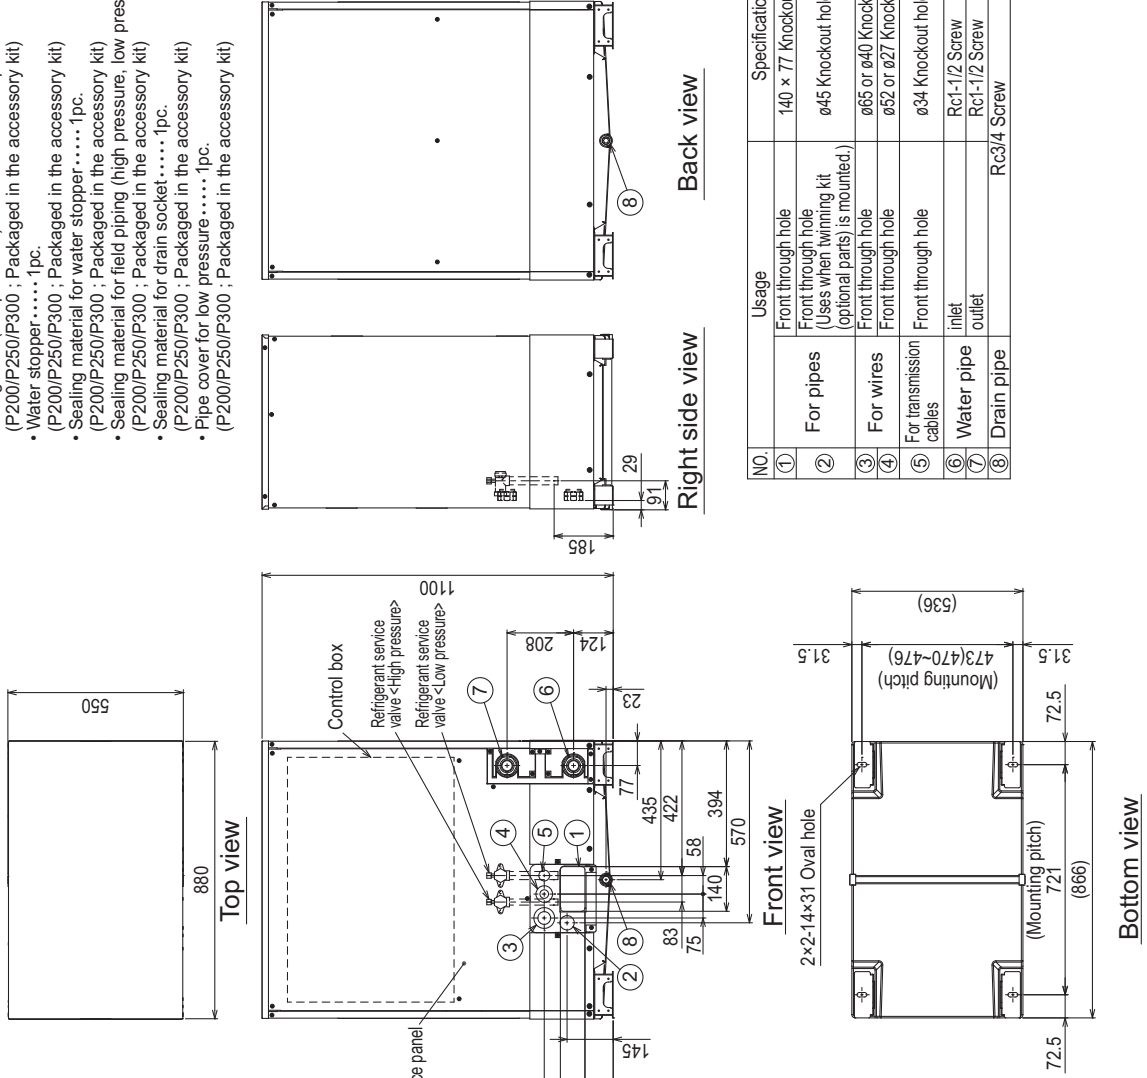 (P200/P250/P300 ; Packaged in the accessory kit)
• Water stopper ····· 1pc.
(P200/P250/P300 ; Packaged in the accessory kit)
• Sealing material for water stopper ····· 1pc.
(P200/P250/P300 ; Packaged in the accessory kit)
• Sealing material for field piping (high pressure, low pres
(P200/P250/P300 ; Packaged in the accessory kit)
• Sealing material for drain socket ····· 1pc.
(P200/P250/P300 ; Packaged in the accessory kit)
• Pipe cover for low pressure ····· 1pc.
(P200/P250/P300 ; Packaged in the accessory kit)
550
880
Top view
1100
Control box
Refrigerant service
valve <High pressure>
Refrigerant service
valve <Low pressure>
208
124
23
⑦
⑥
④
⑤
①
③
②
⑧
ce panel
145
77
435
422
394
570
58
140
83
75
Front view
185
29
91
Right side view
⑧
Back view
2×2-14×31 Oval hole
31.5
473(470~476)
(Mounting pitch)
31.5
(536)
72.5
(Mounting pitch)
721
(866)
72.5
Bottom view
NO. Usage Specificatio
① For pipes Front through hole 140 × 77 Knockou
② Front through hole
(Uses when twinning kit
(optional parts) is mounted.) ø45 Knockout hol
③ For wires Front through hole ø65 or ø40 Knock
④ Front through hole ø52 or ø27 Knock
⑤ For transmission
cables Front through hole ø34 Knockout hol
⑥ Water pipe inlet Rc1-1/2 Screw
⑦ outlet Rc1-1/2 Screw
⑧ Drain pipe Rc3/4 Screw